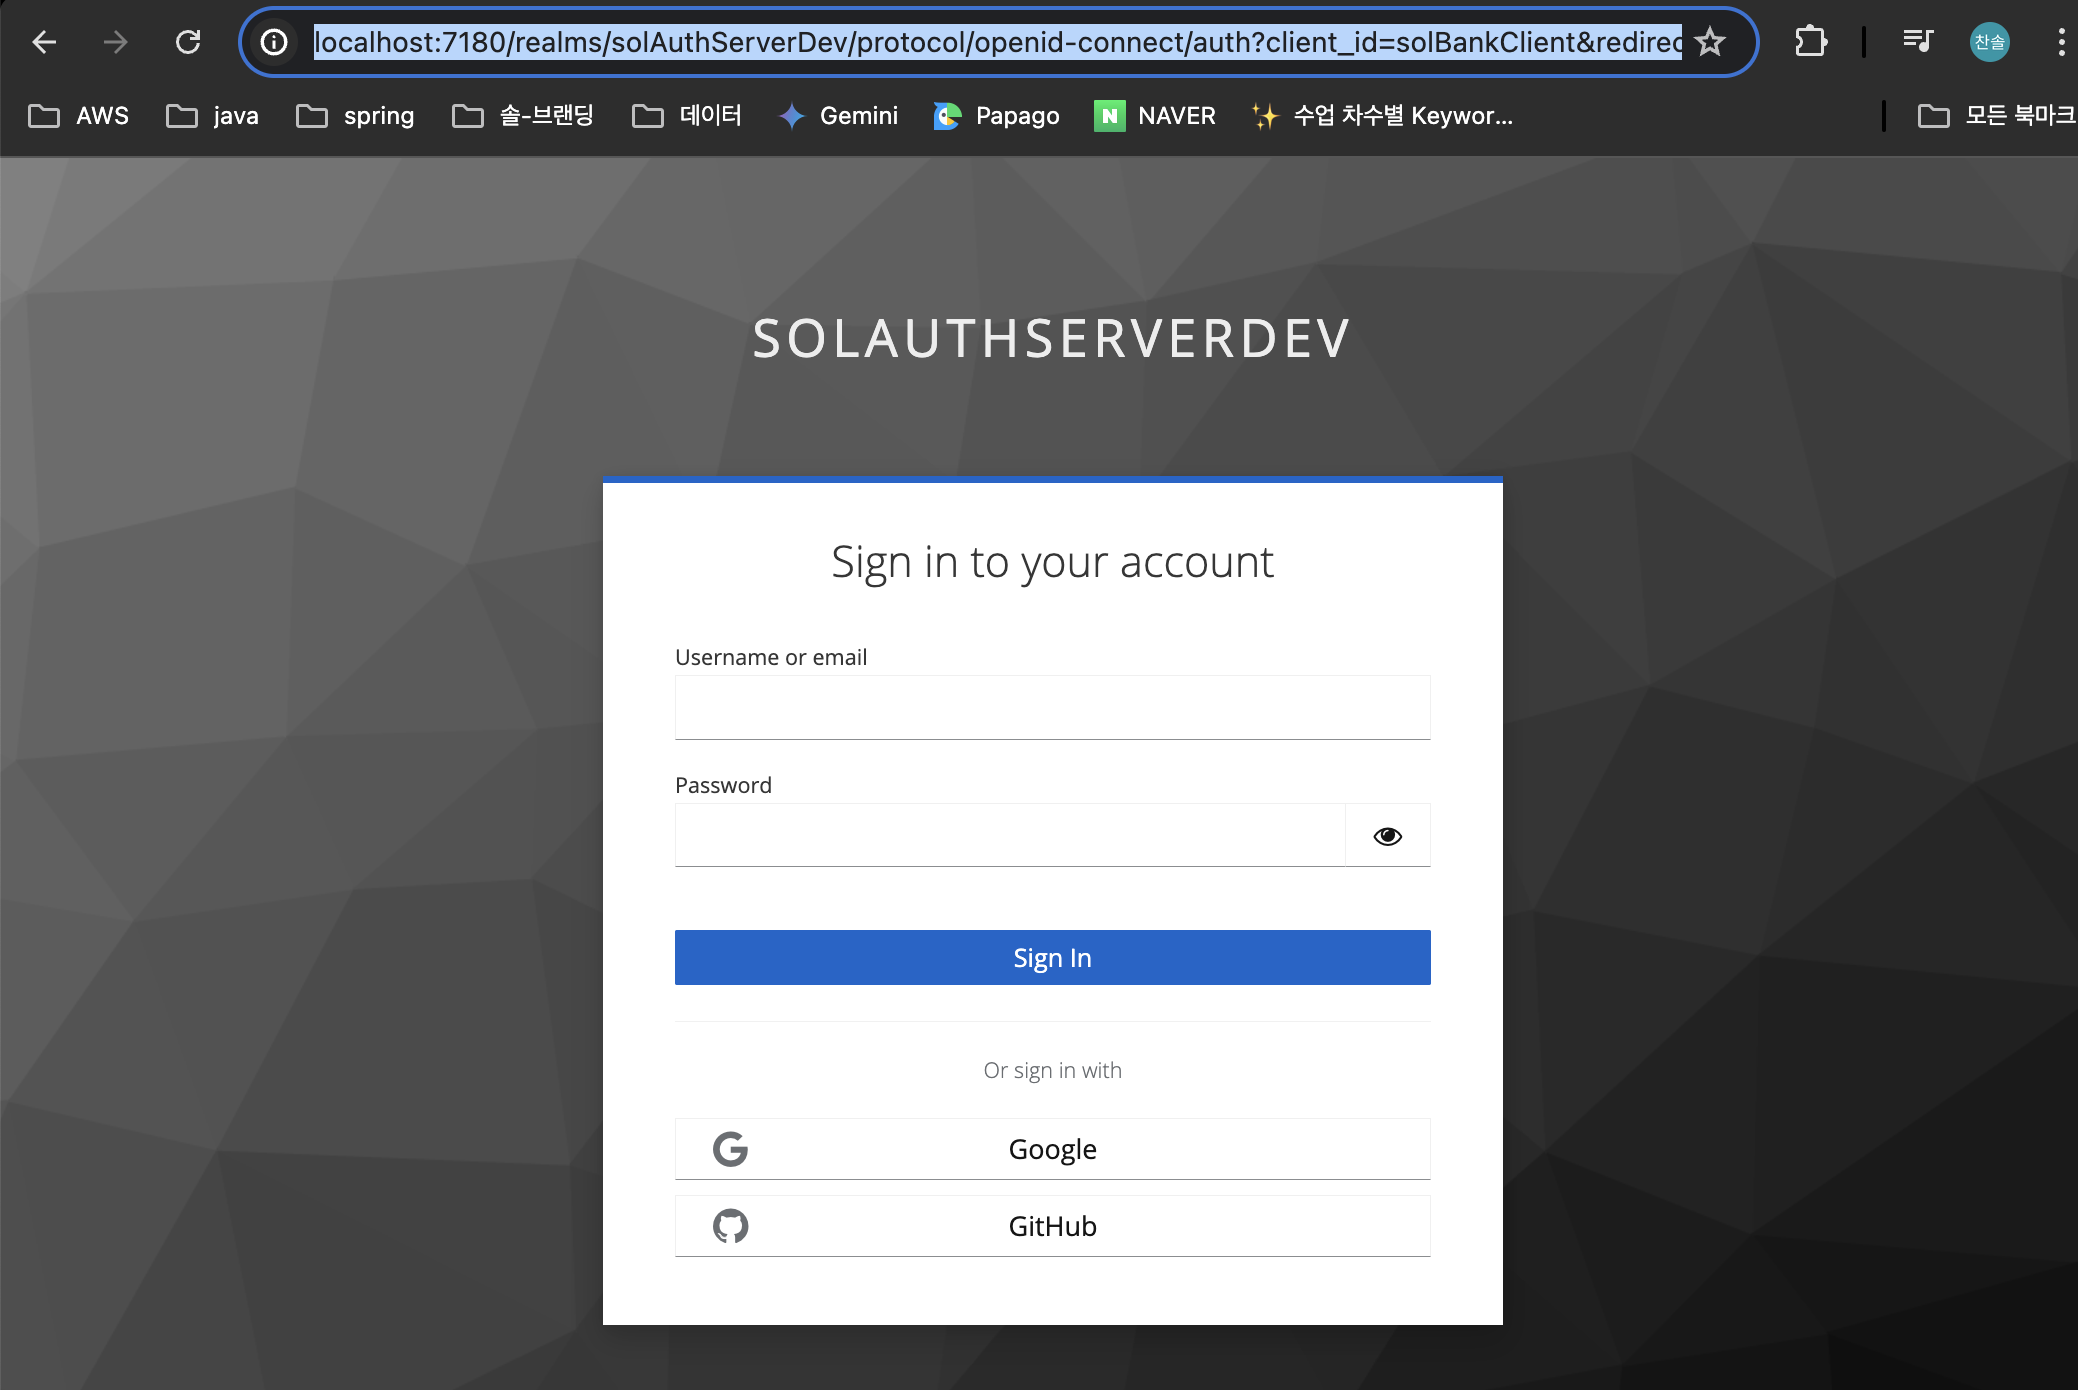 localhost:7180/realms/solAuthServerDev/protocol/openid-connect/auth?client_id=solBankClient&redirec
찬솔
AWS java spring 솔-브랜딩 데이터 Gemini Papago N NAVER 수업 차수별 Keywor... 모든 북마크
SOLAUTHSERVERDEV
Sign in to your account
Username or email
Password
Sign In
Or sign in with
Google
GitHub